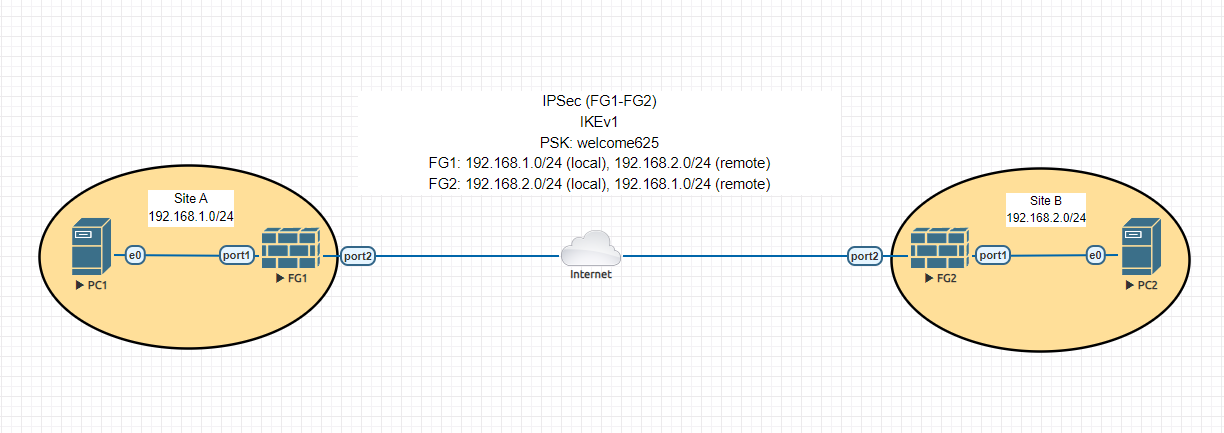 IPSec (FG1-FG2)
IKEv1
PSK: welcome625
FG1: 192.168.1.0/24 (local), 192.168.2.0/24 (remote)
FG2: 192.168.2.0/24 (local), 192.168.1.0/24 (remote)
Site A
192.168.1.0/24
Site B
192.168.2.0/24
e0
port1
port2
port2
port1
e0
Internet
PC1
FG1
FG2
PC2